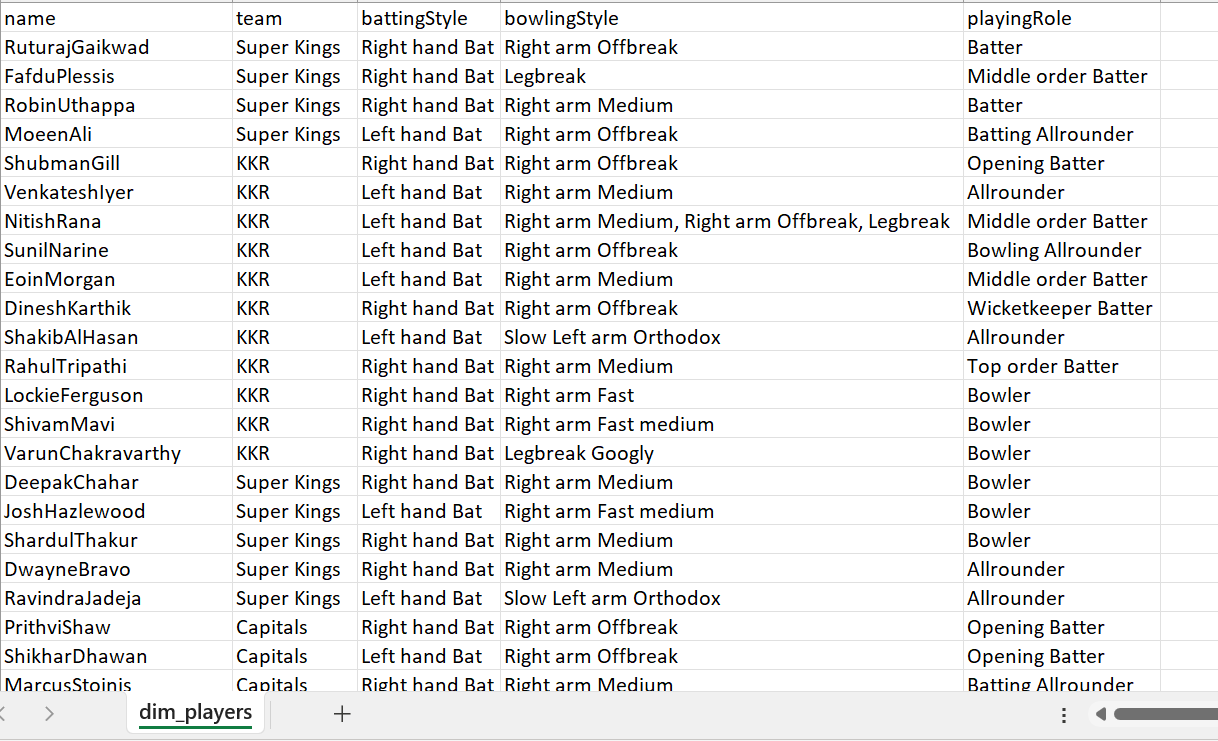 name team battingStyle bowlingStyle playingRole
RuturajGaikwad Super Kings Right hand Bat Right arm Offbreak Batter
FafduPlessis Super Kings Right hand Bat Legbreak Middle order Batter
RobinUthappa Super Kings Right hand Bat Right arm Medium Batter
MoeenAli Super Kings Left hand Bat Right arm Offbreak Batting Allrounder
ShubmanGill KKR Right hand Bat Right arm Offbreak Opening Batter
VenkateshIyer KKR Left hand Bat Right arm Medium Allrounder
NitishRana KKR Left hand Bat Right arm Medium, Right arm Offbreak, Legbreak Middle order Batter
SunilNarine KKR Left hand Bat Right arm Offbreak Bowling Allrounder
EoinMorgan KKR Left hand Bat Right arm Medium Middle order Batter
DineshKarthik KKR Right hand Bat Right arm Offbreak Wicketkeeper Batter
ShakibAlHasan KKR Left hand Bat Slow Left arm Orthodox Allrounder
RahulTripathi KKR Right hand Bat Right arm Medium Top order Batter
LockieFerguson KKR Right hand Bat Right arm Fast Bowler
ShivamMavi KKR Right hand Bat Right arm Fast medium Bowler
VarunChakravarthy KKR Right hand Bat Legbreak Googly Bowler
DeepakChahar Super Kings Right hand Bat Right arm Medium Bowler
JoshHazlewood Super Kings Left hand Bat Right arm Fast medium Bowler
ShardulThakur Super Kings Right hand Bat Right arm Medium Bowler
DwayneBravo Super Kings Right hand Bat Right arm Medium Allrounder
RavindraJadeja Super Kings Left hand Bat Slow Left arm Orthodox Allrounder
PrithviShaw Capitals Right hand Bat Right arm Offbreak Opening Batter
ShikharDhawan Capitals Left hand Bat Right arm Offbreak Opening Batter
MarcusStoinis Capitals Right hand Bat Right arm Medium Batting Allrounder
dim_players